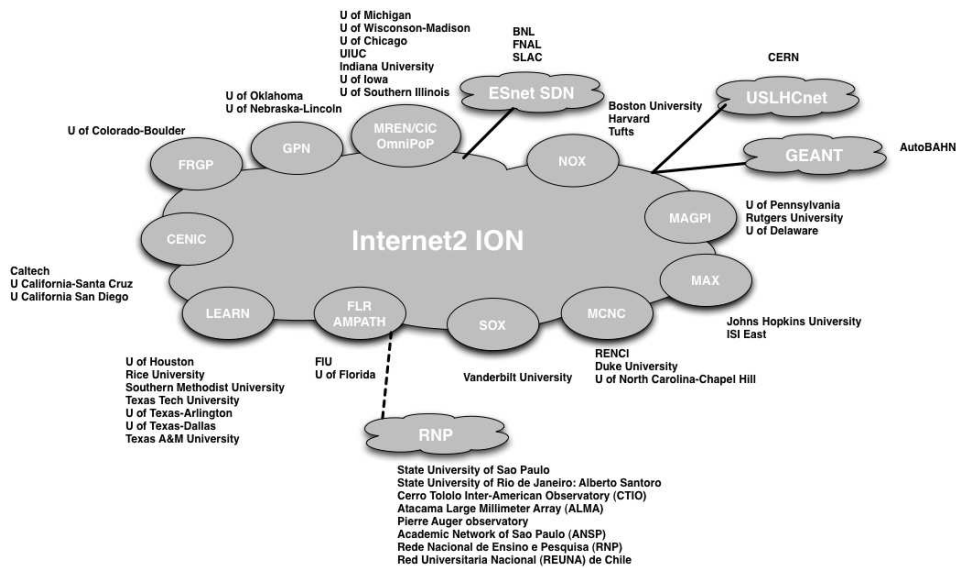 U of Michigan
U of Wisconson-Madison
U of Chicago
UIUC
Indiana University
U of Iowa
U of Southern Illinois
BNL
FNAL
SLAC
CERN
ESnet SDN
USLHCnet
U of Oklahoma
U of Nebraska-Lincoln
Boston University
Harvard
Tufts
U of Colorado-Boulder
MREN/CIC
OmniPoP
GPN
FRGP
NOX
GEANT
AutoBAHN
U of Pennsylvania
Rutgers University
U of Delaware
MAGPI
CENIC
Internet2 ION
Caltech
U California-Santa Cruz
U California San Diego
MAX
LEARN
FLR
AMPATH
SOX
MCNC
Johns Hopkins University
ISI East
U of Houston
Rice University
Southern Methodist University
Texas Tech University
U of Texas-Arlington
U of Texas-Dallas
Texas A&M University
FIU
U of Florida
Vanderbilt University
RENCI
Duke University
U of North Carolina-Chapel Hill
RNP
State University of Sao Paulo
State University of Rio de Janeiro: Alberto Santoro
Cerro Tololo Inter-American Observatory (CTIO)
Atacama Large Millimeter Array (ALMA)
Pierre Auger observatory
Academic Network of Sao Paulo (ANSP)
Rede Nacional de Ensino e Pesquisa (RNP)
Red Universitaria Nacional (REUNA) de Chile